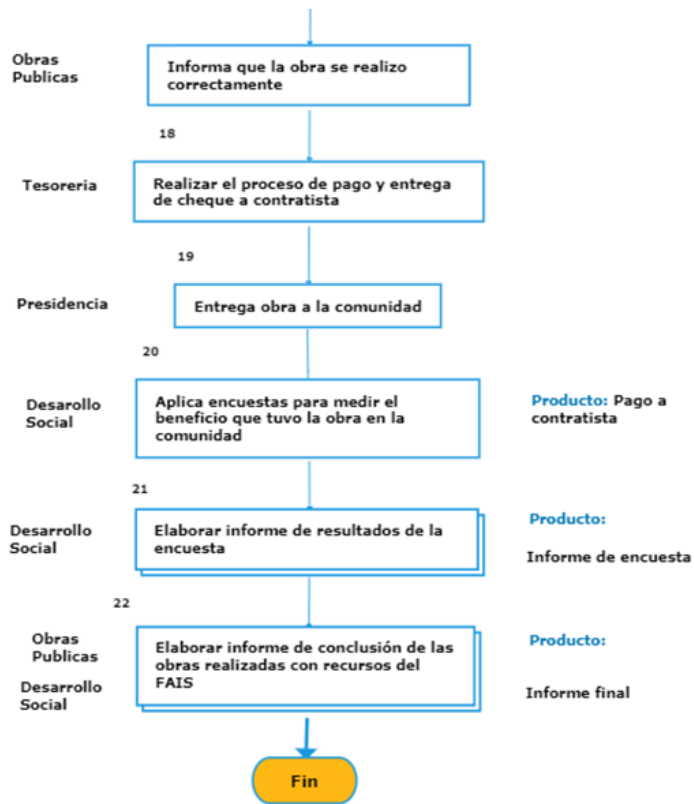 Obras
Publicas
Informa que la obra se realizo
correctamente
18
Tesoreria
Realizar el proceso de pago y entrega
de cheque a contratista
19
Presidencia
Entrega obra a la comunidad
20
Desarollo
Social
Aplica encuestas para medir el
beneficio que tuvo la obra en la
comunidad
Producto: Pago a
contratista
21
Desarrollo
Social
Elaborar informe de resultados de la
encuesta
Producto:
Informe de encuesta
22
Obras
Publicas
Desarrollo
Social
Elaborar informe de conclusión de las
obras realizadas con recursos del
FAIS
Producto:
Informe final
Fin